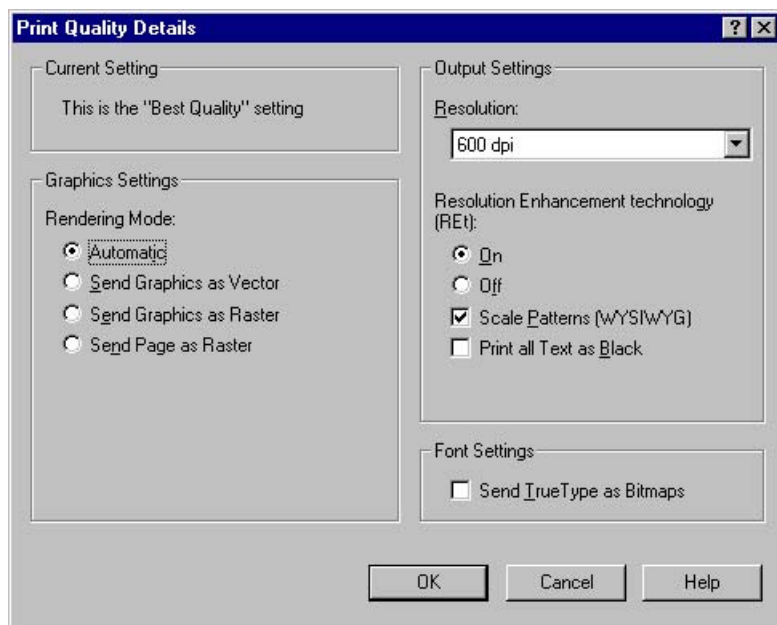 Print Quality Details
Current Setting
This is the "Best Quality" setting
Graphics Settings
Rendering Mode:
Automatic
Send Graphics as Vector
Send Graphics as Raster
Send Page as Raster
Output Settings
Resolution:
600 dpi
Resolution Enhancement technology
(REt):
On
Off
Scale Patterns (WYSIWYG)
Print all Text as Black
Font Settings
Send TrueType as Bitmaps
OK
Cancel
Help